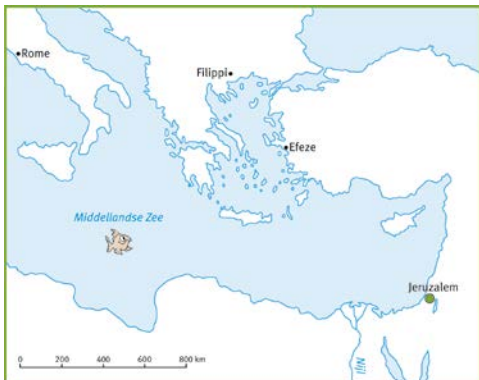 Rome
Filippi
Efeze
Middellandse Zee
Jeruzalem
Nijl
0 200 400 600 800 km